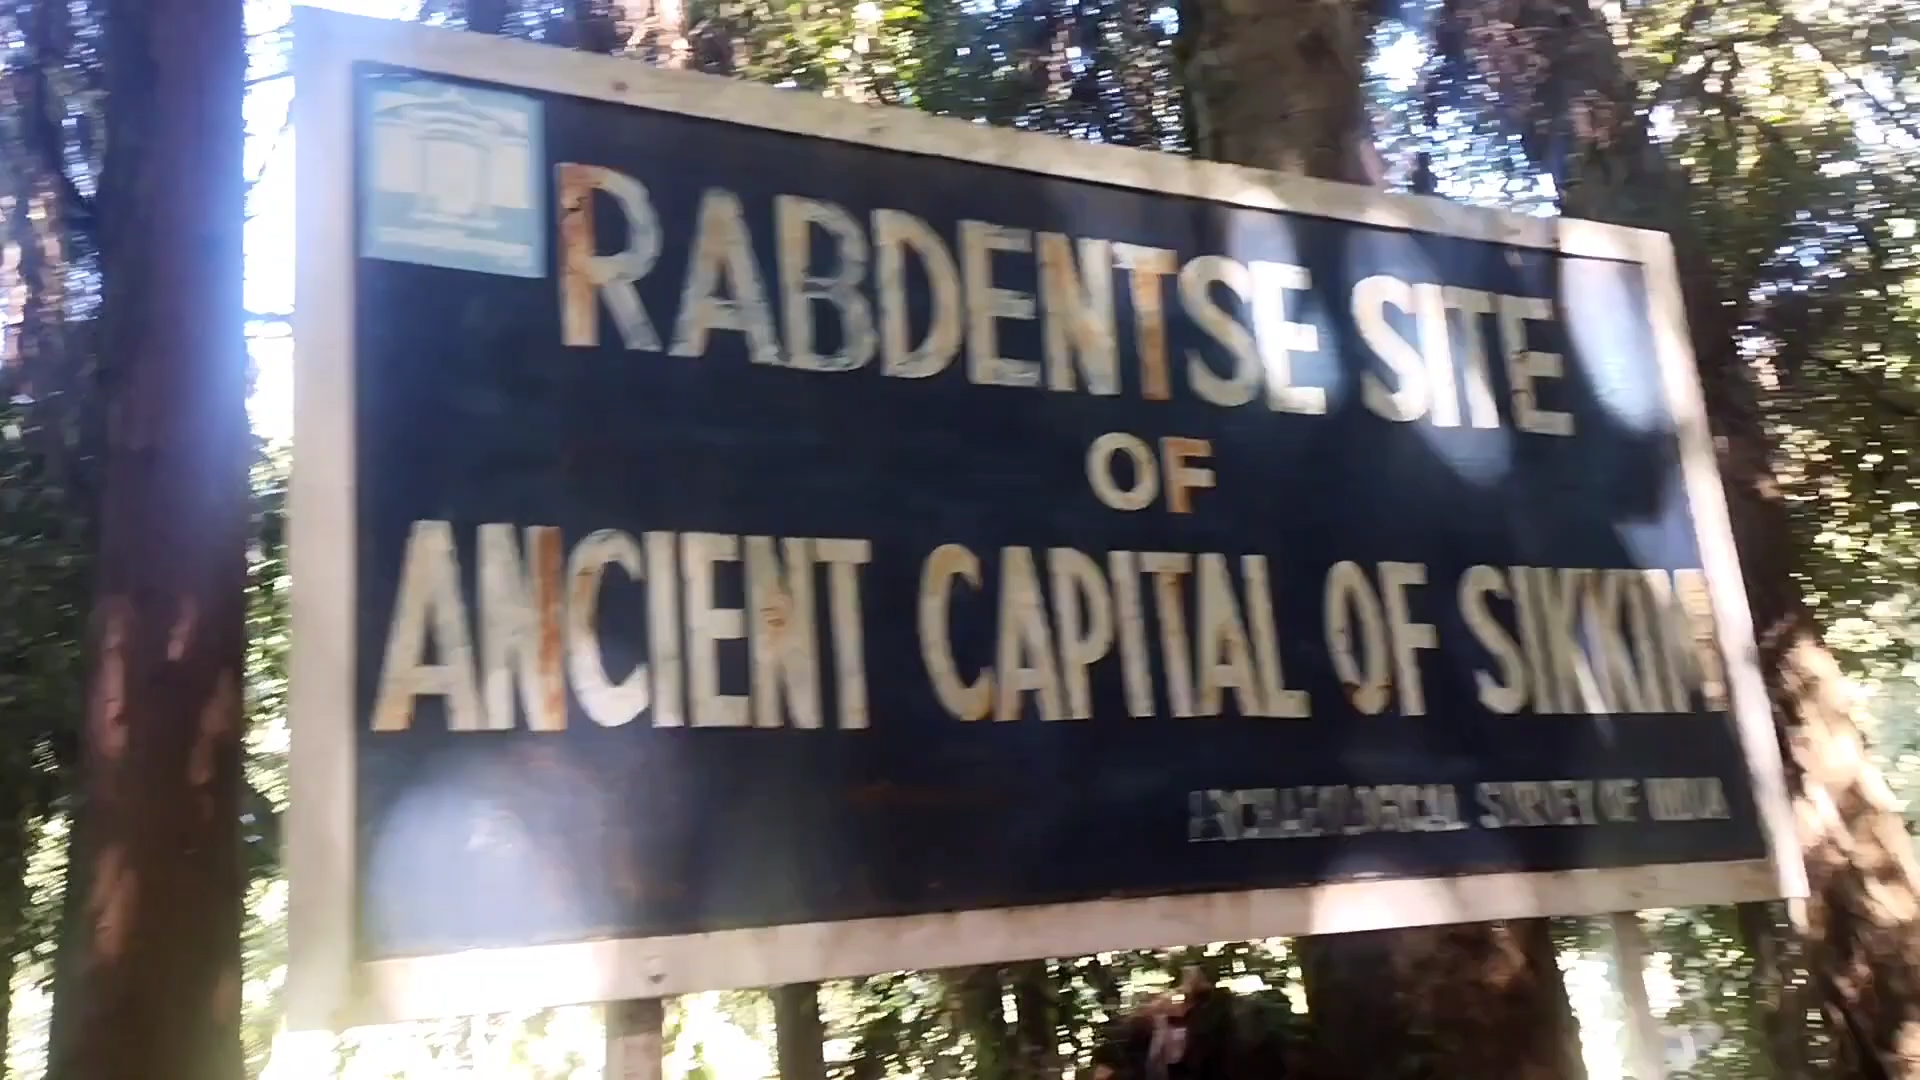 RABDENTSE SITE
OF
ANCIENT CAPITAL OF SIKKIM
ARCHAEOLOGICAL SURVEY OF INDIA